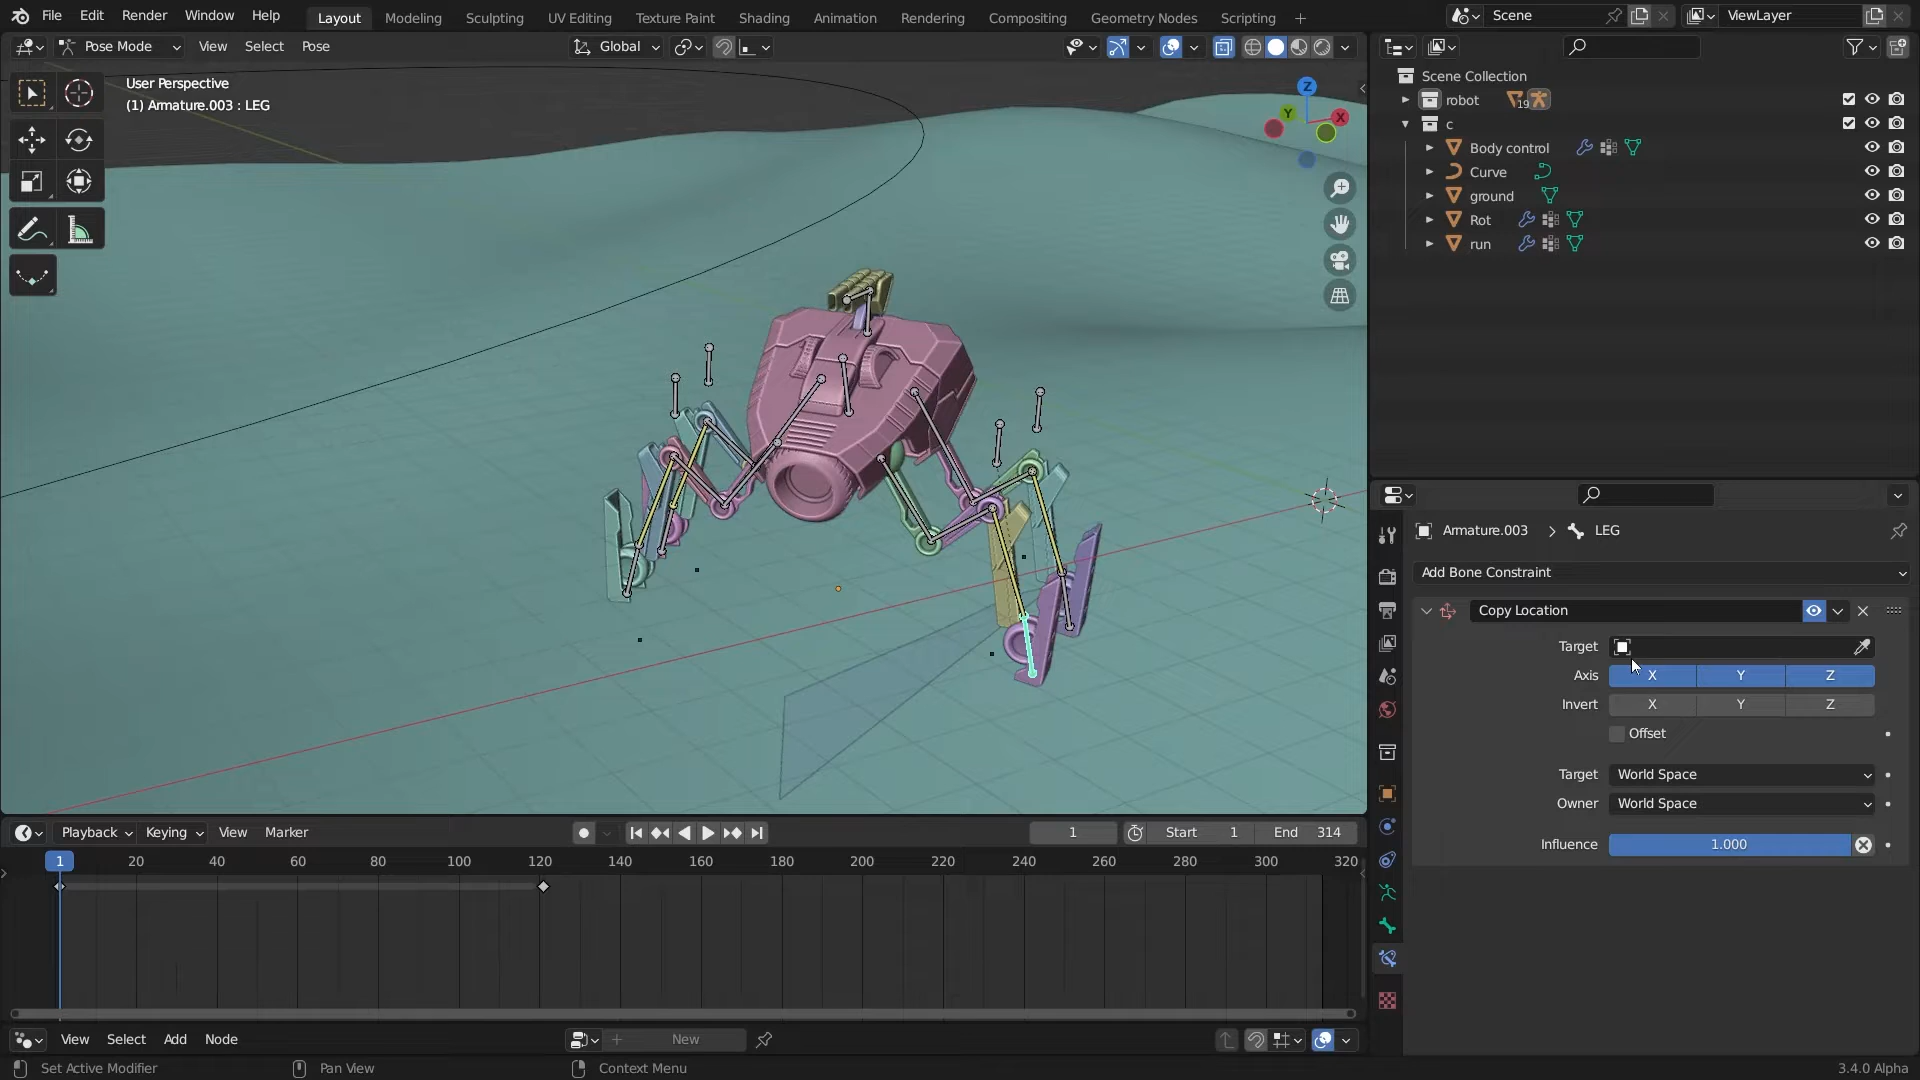 File Edit Render Window Help
Layout Modeling Sculpting UV Editing Texture Paint Shading Animation Rendering Compositing Geometry Nodes Scripting +
Scene
ViewLayer
Pose Mode View Select Pose
Global
User Perspective
(1) Armature.003 : LEG
Z
Y
X
Scene Collection
robot 19
c
Body control
Curve
ground
Rot
run
Armature.003 > LEG
Add Bone Constraint
Copy Location
Target
Axis X Y Z
Invert X Y Z
Offset
Target World Space
Owner World Space
Influence 1.000
Playback Keying View Marker
1 Start 1 End 314
1 20 40 60 80 100 120 140 160 180 200 220 240 260 280 300 320
View Select Add Node
+ New
Set Active Modifier Pan View Context Menu 3.4.0 Alpha